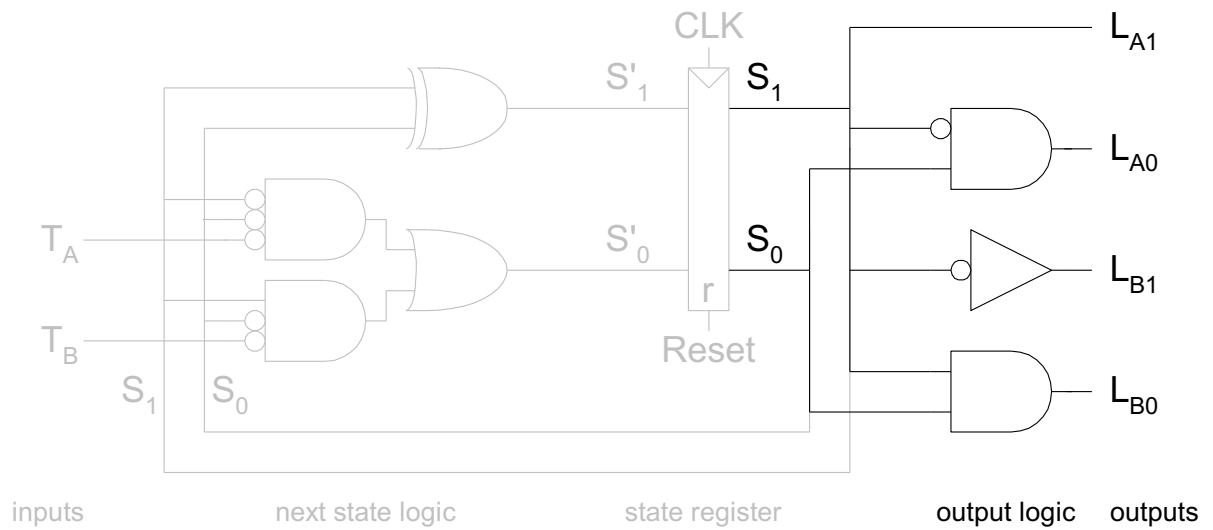 CLK
L_A1
S'_1
S_1
L_A0
T_A
S'_0
S_0
L_B1
r
T_B
Reset
S_1
S_0
L_B0
inputs
next state logic
state register
output logic
outputs